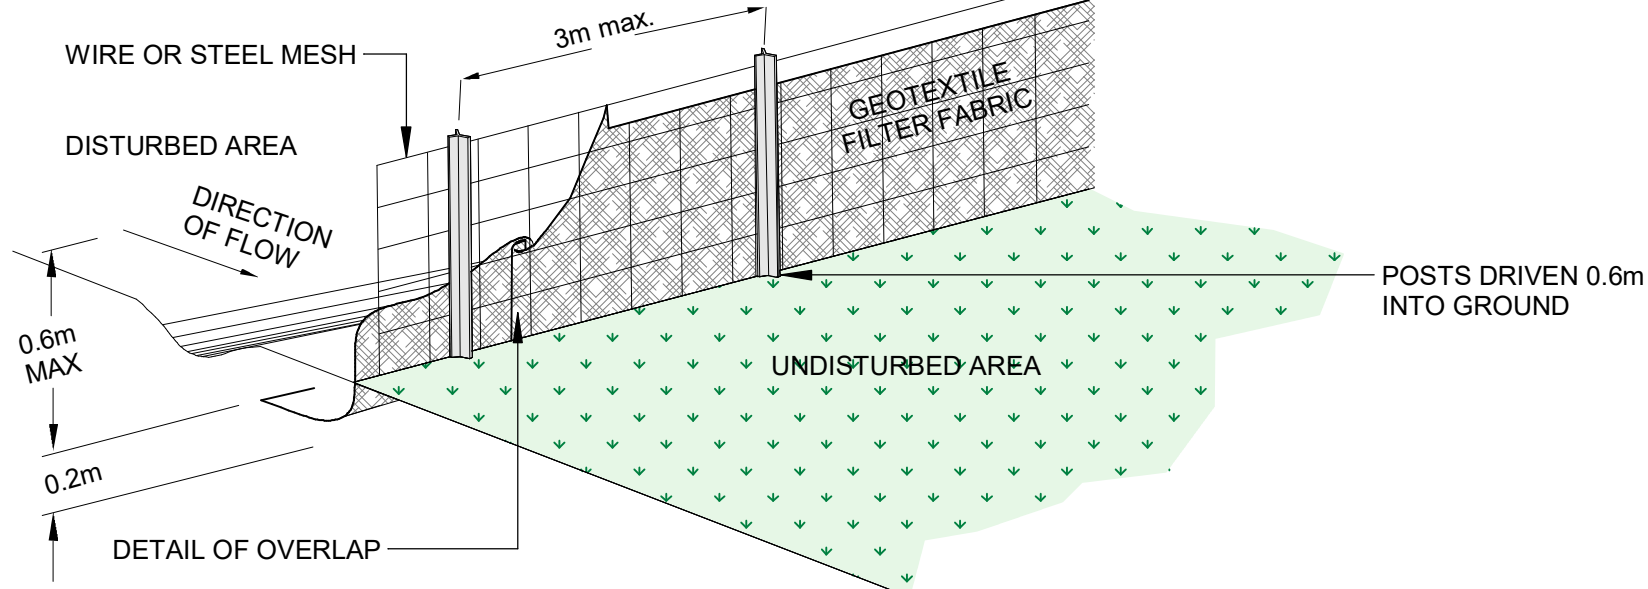 3m max.
WIRE OR STEEL MESH
GEOTEXTILE
FILTER FABRIC
DISTURBED AREA
DIRECTION
OF FLOW
POSTS DRIVEN 0.6m
INTO GROUND
0.6m
MAX
UNDISTURBED AREA
0.2m
DETAIL OF OVERLAP